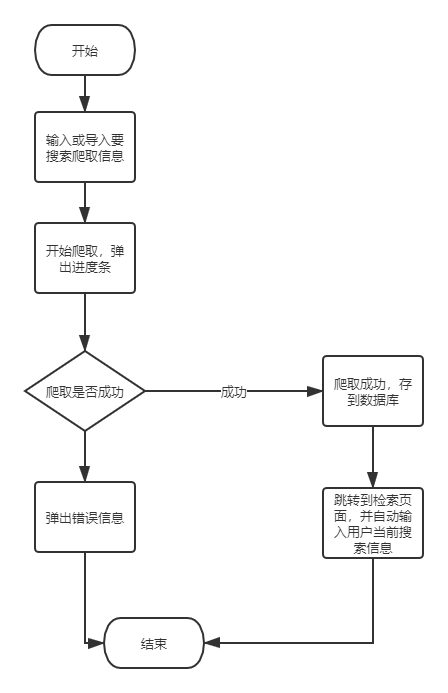 开始
输入或导入要
搜索爬取信息
开始爬取，弹
出进度条
爬取是否成功
成功
爬取成功，存
到数据库
弹出错误信息
跳转到检索页
面，并自动输
入用户当前搜
索信息
结束